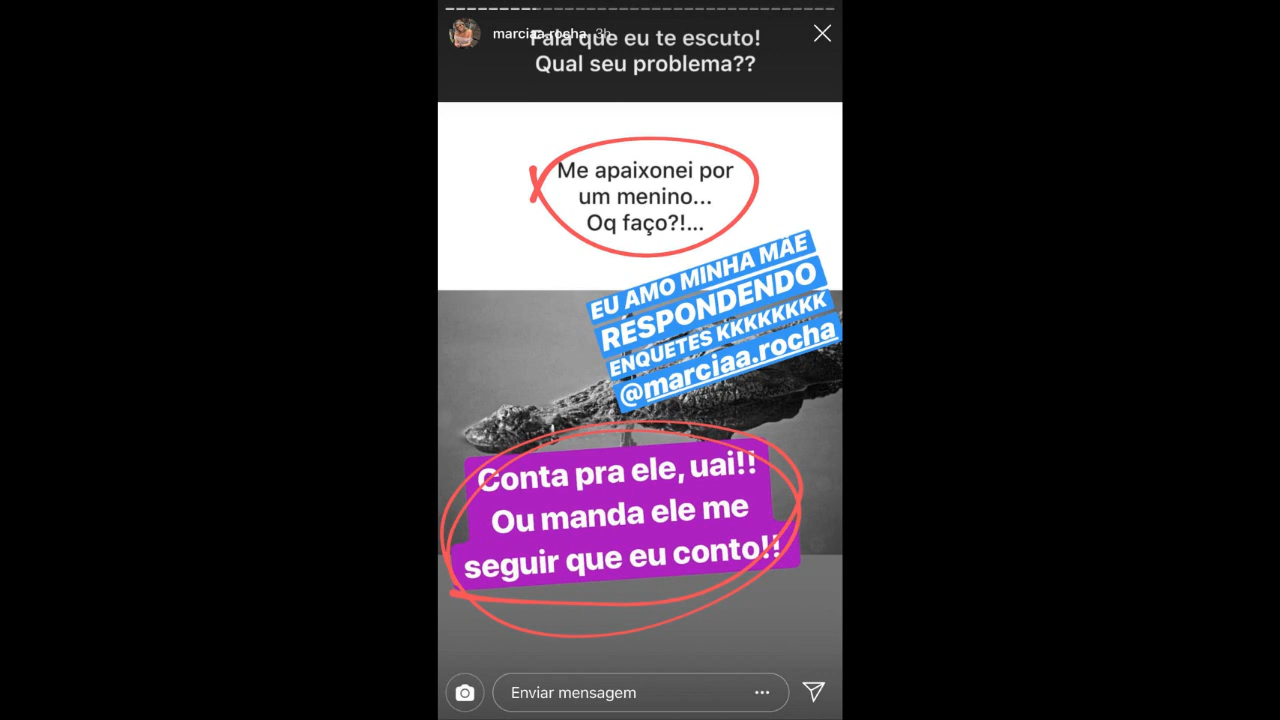 marciaa.rocha 3h
Fala que eu te escuto!
Qual seu problema??
Me apaixonei por
um menino...
Oq faço?!...
EU AMO MINHA MÃE
RESPONDENDO
ENQUETES KKKKKKKK
@marciaa.rocha
Conta pra ele, uai!!
Ou manda ele me
seguir que eu conto!!
Enviar mensagem